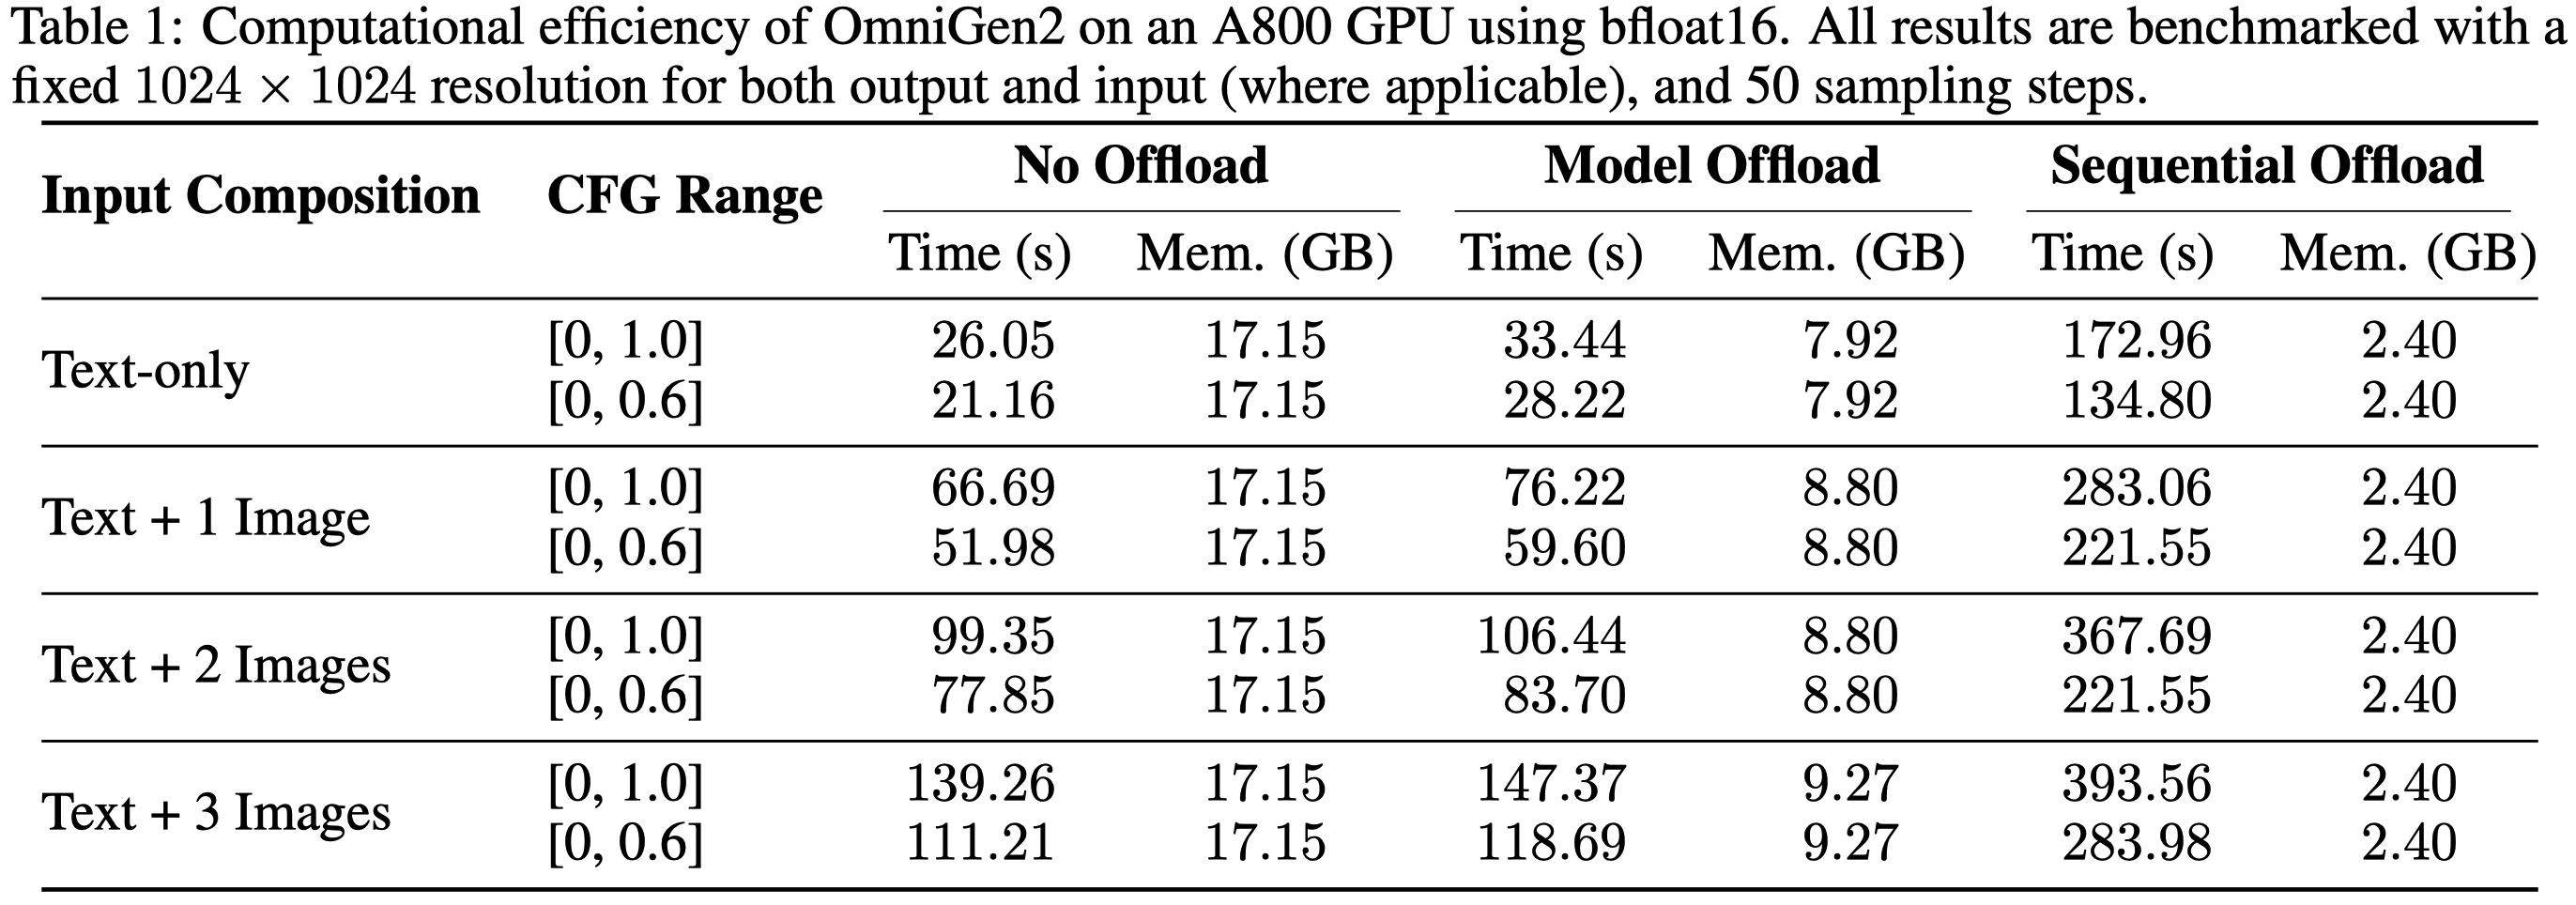 Table 1: Computational efficiency of OmniGen2 on an A800 GPU using bfloat16. All results are benchmarked with a
fixed 1024 × 1024 resolution for both output and input (where applicable), and 50 sampling steps.
Input Composition CFG Range No Offload Model Offload Sequential Offload
Time (s) Mem. (GB) Time (s) Mem. (GB) Time (s) Mem. (GB)
Text-only [0, 1.0] 26.05 17.15 33.44 7.92 172.96 2.40
[0, 0.6] 21.16 17.15 28.22 7.92 134.80 2.40
Text + 1 Image [0, 1.0] 66.69 17.15 76.22 8.80 283.06 2.40
[0, 0.6] 51.98 17.15 59.60 8.80 221.55 2.40
Text + 2 Images [0, 1.0] 99.35 17.15 106.44 8.80 367.69 2.40
[0, 0.6] 77.85 17.15 83.70 8.80 221.55 2.40
Text + 3 Images [0, 1.0] 139.26 17.15 147.37 9.27 393.56 2.40
[0, 0.6] 111.21 17.15 118.69 9.27 283.98 2.40